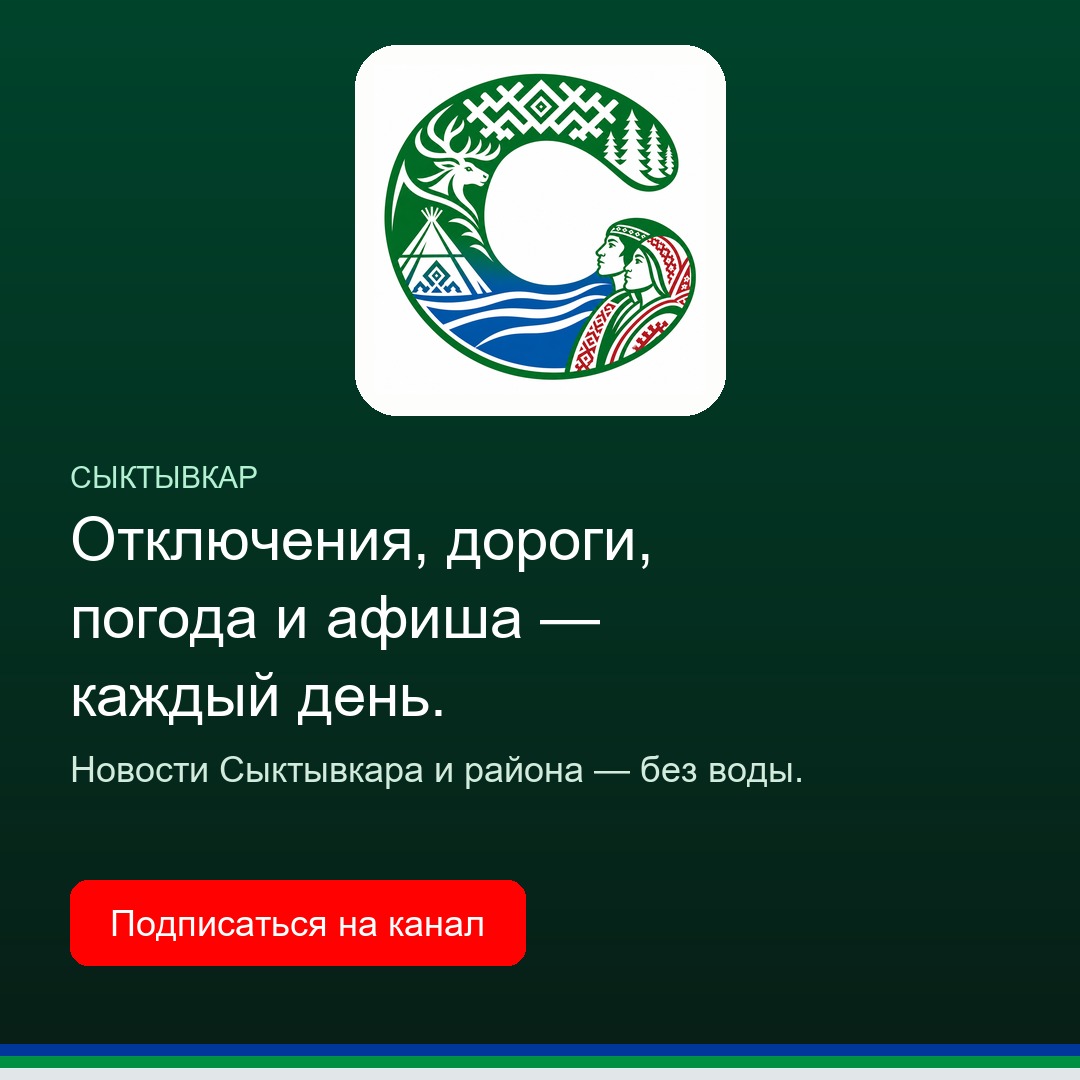 СЫКТЫВКАР
Отключения, дороги,
погода и афиша —
каждый день.
Новости Сыктывкара и района — без воды.
Подписаться на канал